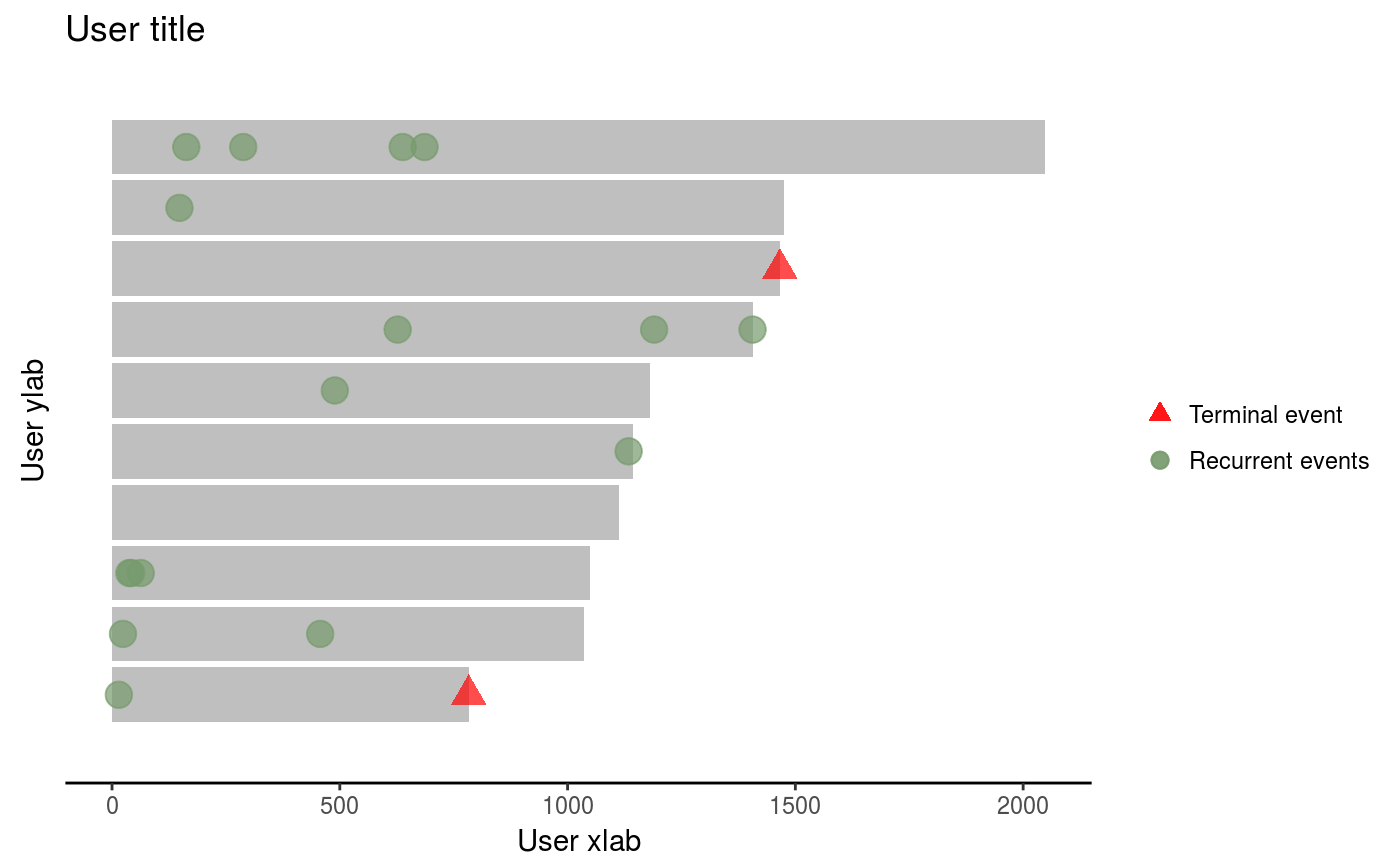 User title
User ylab
Terminal event
Recurrent events
0 500 1000 1500 2000
User xlab